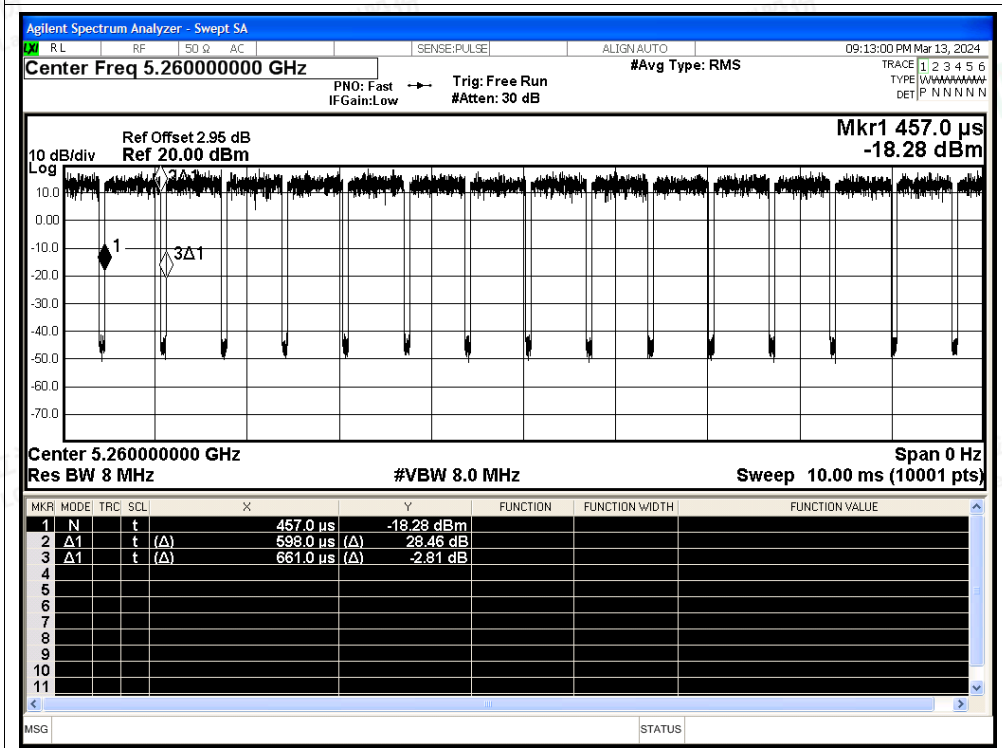 Agilent Spectrum Analyzer - Swept SA
LXI RL RF 50 Ω AC SENSE:PULSE ALIGN AUTO 09:13:00 PM Mar 13, 2024
Center Freq 5.260000000 GHz #Avg Type: RMS TRACE 1 2 3 4 5 6
PNO: Fast Trig: Free Run TYPE WWWWWW
IFGain:Low #Atten: 30 dB DET P N N N N N
Mkr1 457.0 µs
-18.28 dBm
Ref Offset 2.95 dB
10 dB/div Ref 20.00 dBm
Log
2Δ1
10.0
0.00
-10.0
1
3Δ1
-20.0
-30.0
-40.0
-50.0
-60.0
-70.0
Center 5.260000000 GHz Span 0 Hz
Res BW 8 MHz #VBW 8.0 MHz Sweep 10.00 ms (10001 pts)
MKR MODE TRC SCL X Y FUNCTION FUNCTION WIDTH FUNCTION VALUE
1 N t 457.0 µs -18.28 dBm
2 Δ1 t (Δ) 598.0 µs (Δ) 28.46 dB
3 Δ1 t (Δ) 661.0 µs (Δ) -2.81 dB
4
5
6
7
8
9
10
11
MSG STATUS